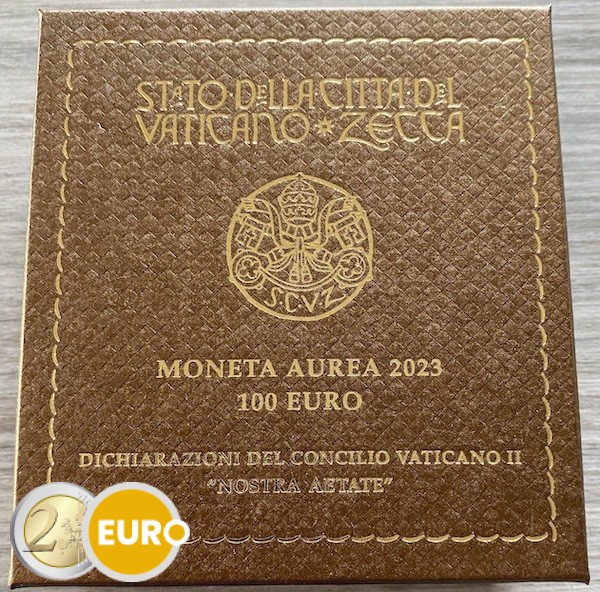 STATO DELLA CITTA DEL
VATICANO * ZECCA
S.C.V.Z
MONETA AUREA 2023
100 EURO
DICHIARAZIONI DEL CONCILIO VATICANO II
"NOSTRA AETATE"
2 EURO